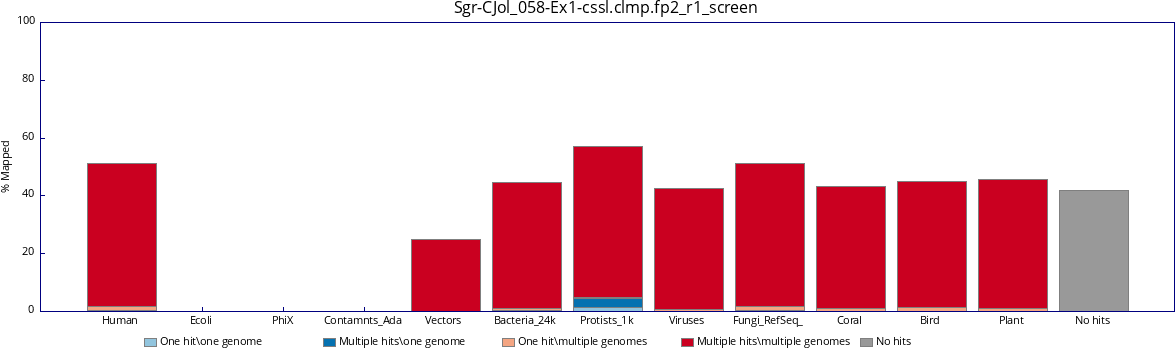 Sgr-CJol_058-Ex1-cssl.clmp.fp2_r1_screen
100
80
60
40
20
0
% Mapped
Human Ecoli PhiX Contamnts_Ada Vectors Bacteria_24k Protists_1k Viruses Fungi_RefSeq_ Coral Bird Plant No hits
One hit\one genome Multiple hits\one genome One hit\multiple genomes Multiple hits\multiple genomes No hits